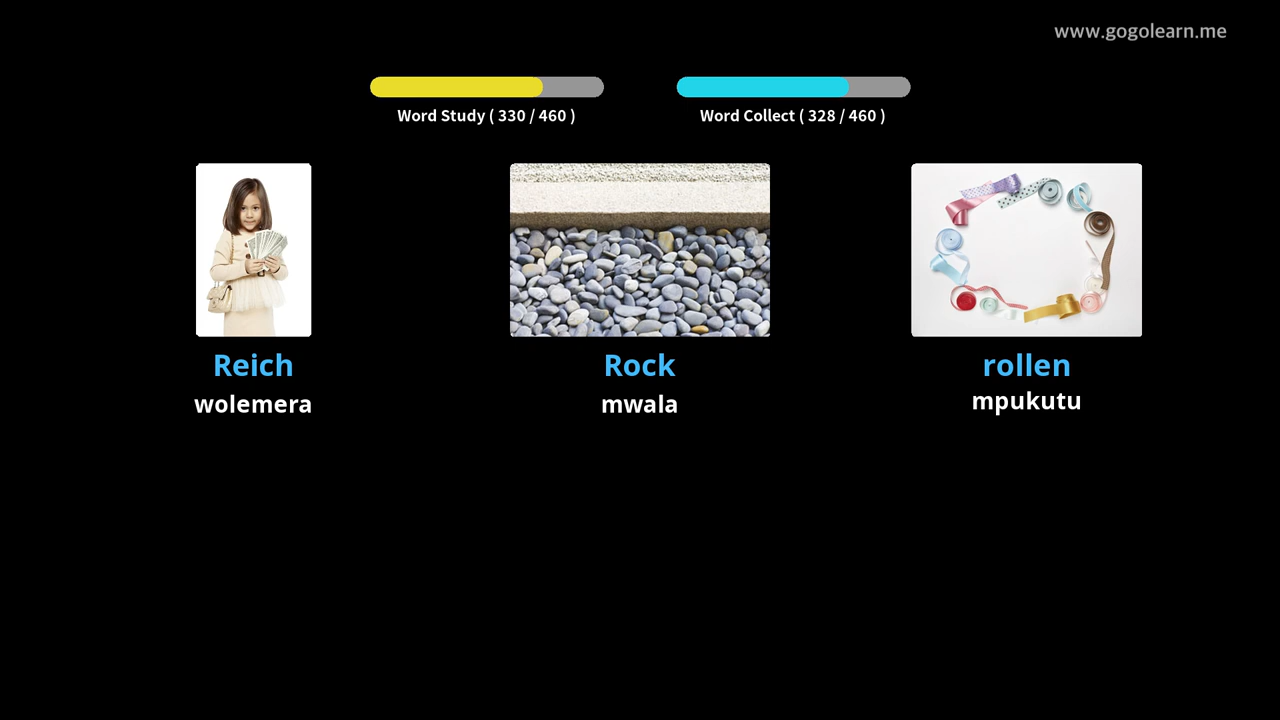 www.gogolearn.me
Word Study ( 330 / 460 )
Word Collect ( 328 / 460 )
Reich
wolemera
Rock
mwala
rollen
mpukutu